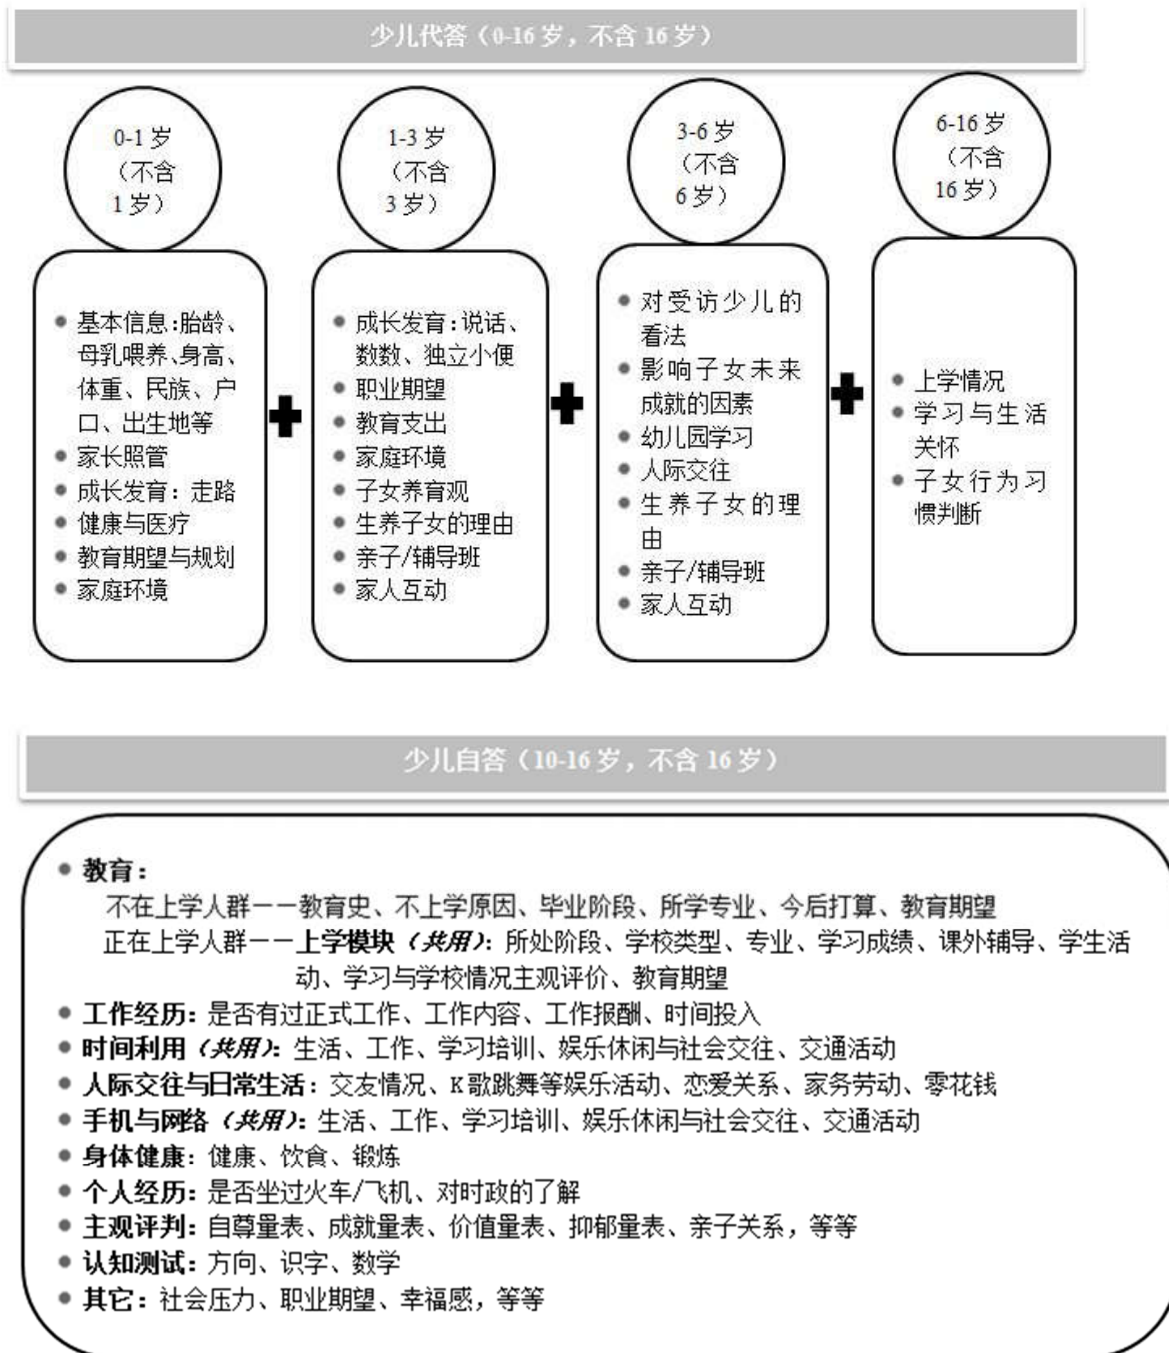 少儿代答（0-16 岁，不含 16 岁）
0-1 岁
（不含
1 岁）
基本信息：胎龄、
母乳喂养、身高、
体重、民族、户
口、出生地等
家长照管
成长发育：走路
健康与医疗
教育期望与规划
家庭环境
1-3 岁
（不含
3 岁）
成长发育：说话、
数数、独立小便
职业期望
教育支出
家庭环境
子女养育观
生养子女的理由
亲子/辅导班
家人互动
3-6 岁
（不含
6 岁）
对受访少儿的
看法
影响子女未来
成就的因素
幼儿园学习
人际交往
生养子女的理
由
亲子/辅导班
家人互动
6-16 岁
（不含
16 岁）
上学情况
学习与生活
关怀
子女行为习
惯判断
少儿自答（10-16 岁，不含 16 岁）
教育：
不在上学人群——教育史、不上学原因、毕业阶段、所学专业、今后打算、教育期望
正在上学人群——上学模块（共用）：所处阶段、学校类型、专业、学习成绩、课外辅导、学生活
动、学习与学校情况主观评价、教育期望
工作经历：是否有过正式工作、工作内容、工作报酬、时间投入
时间利用（共用）：生活、工作、学习培训、娱乐休闲与社会交往、交通活动
人际交往与日常生活：交友情况、K 歌跳舞等娱乐活动、恋爱关系、家务劳动、零花钱
手机与网络（共用）：生活、工作、学习培训、娱乐休闲与社会交往、交通活动
身体健康：健康、饮食、锻炼
个人经历：是否坐过火车/飞机、对时政的了解
主观评判：自尊量表、成就量表、价值量表、抑郁量表、亲子关系，等等
认知测试：方向、识字、数学
其它：社会压力、职业期望、幸福感，等等